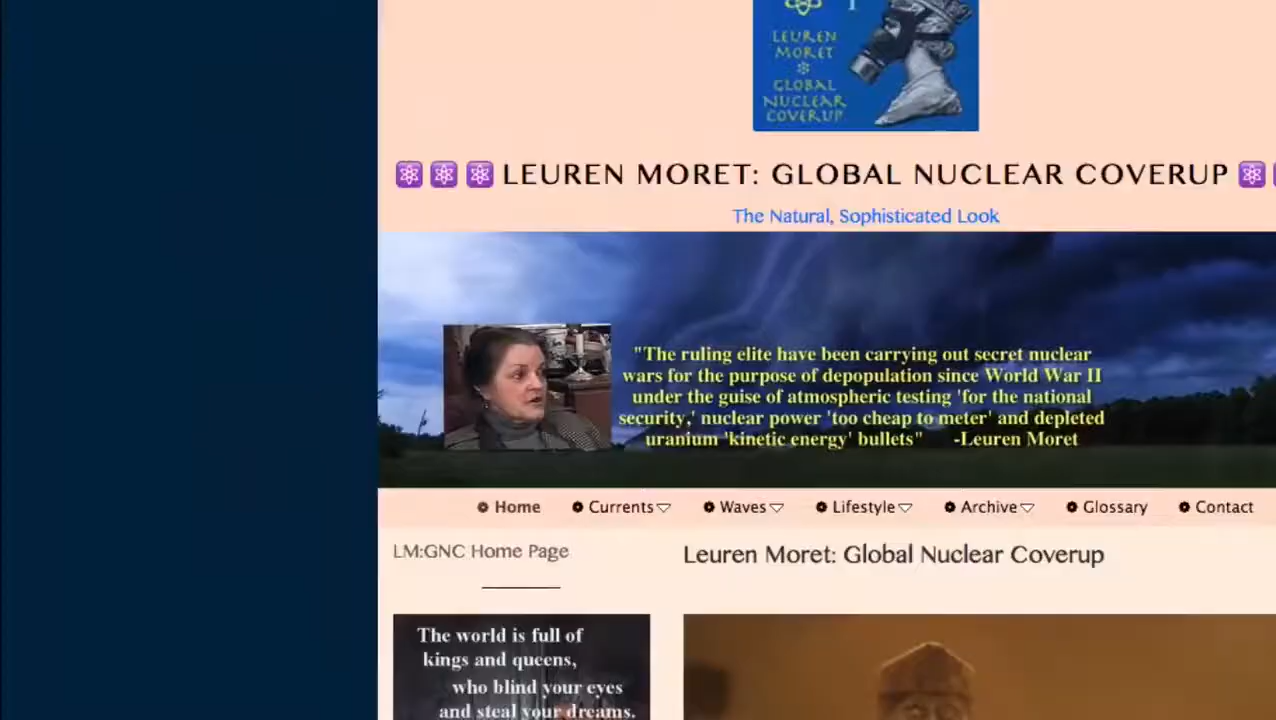 LEUREN
MORET
GLOBAL
NUCLEAR
COVERUP
LEUREN MORET: GLOBAL NUCLEAR COVERUP
The Natural, Sophisticated Look
"The ruling elite have been carrying out secret nuclear
wars for the purpose of depopulation since World War II
under the guise of atmospheric testing 'for the national
security,' nuclear power 'too cheap to meter' and depleted
uranium 'kinetic energy' bullets" -Leuren Moret
Home Currents Waves Lifestyle Archive Glossary Contact
LM:GNC Home Page
Leuren Moret: Global Nuclear Coverup
The world is full of
kings and queens,
who blind your eyes
and steal your dreams.